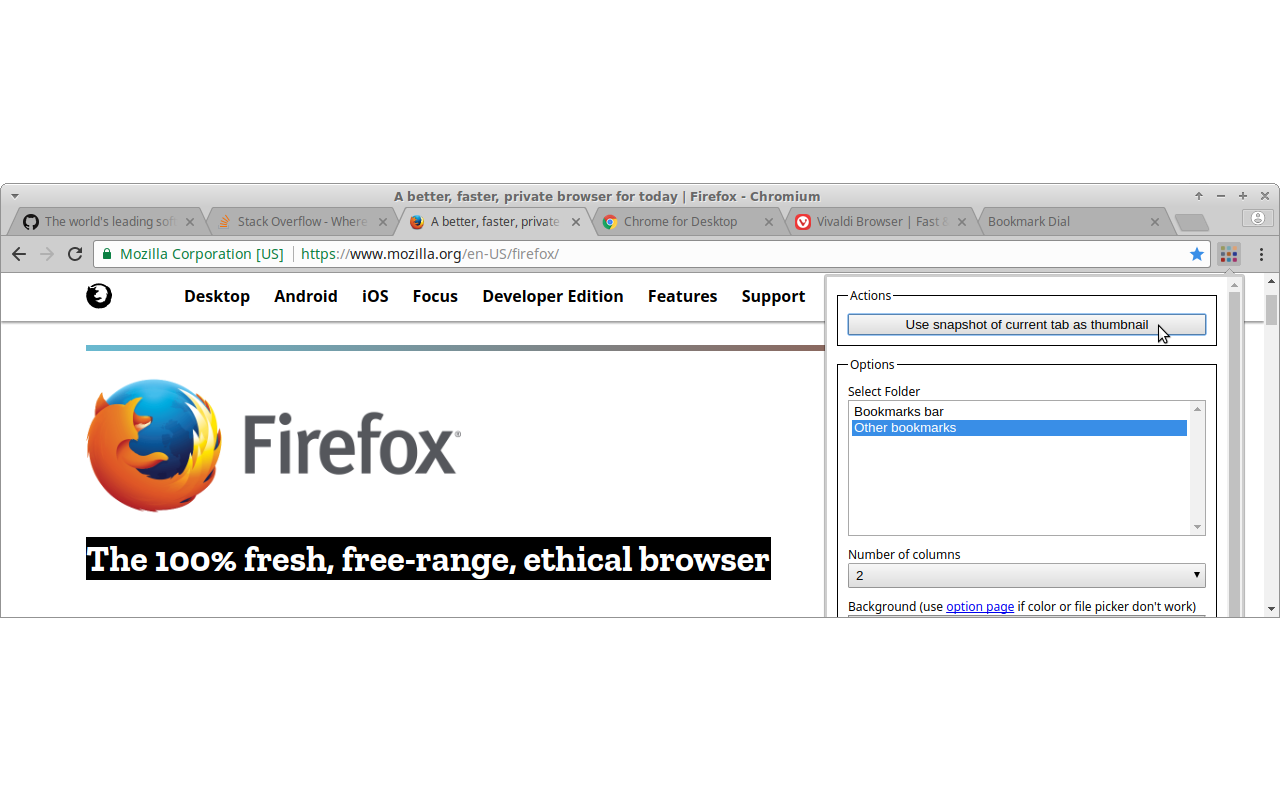 A better, faster, private browser for today | Firefox - Chromium
The world's leading sof
Stack Overflow - Where
A better, faster, private
Chrome for Desktop
Vivaldi Browser | Fast &
Bookmark Dial
Mozilla Corporation [US]
https://www.mozilla.org/en-US/firefox/
Desktop Android iOS Focus Developer Edition Features Support
Firefox®
The 100% fresh, free-range, ethical browser
Actions
Use snapshot of current tab as thumbnail
Options
Select Folder
Bookmarks bar
Other bookmarks
Number of columns
2
Background (use option page if color or file picker don't work)